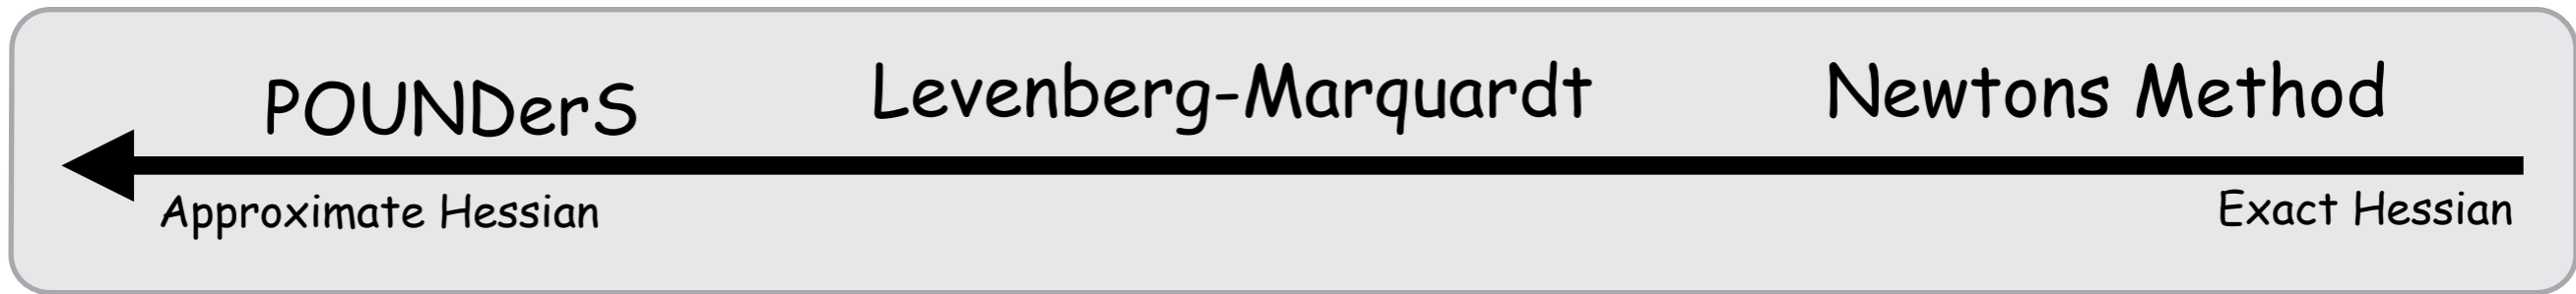 POUNDerS Levenberg-Marquardt Newtons Method
Approximate Hessian Exact Hessian